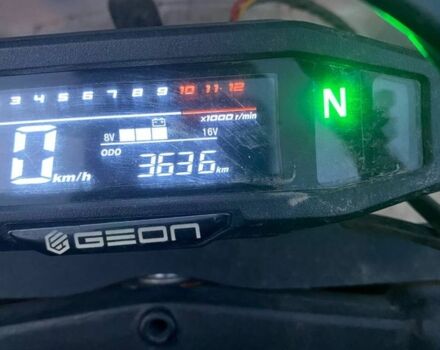 3 4 5 6 7 8 9 10 11 12
x1000 r/min
N
0 km/h
8V 16V
ODO 3636 km
GEON